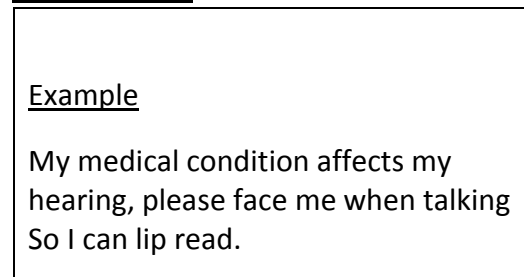 Example
My medical condition affects my
hearing, please face me when talking
So I can lip read.